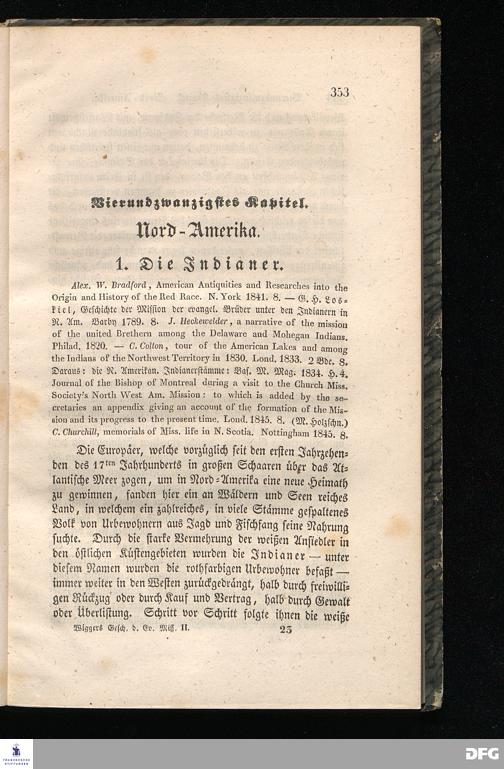 353
Vierundzwanzigstes Kapitel.
Nord-Amerika.
1. Die Indianer.
Alex. W. Bradford, American Antiquities and Researches into the
Origin and History of the Red Race. N. York 1841. 8. — G. H. Los-
kiel, Geschichte der Mission der evangel. Brüder unter den Indianern in
N. Am. Barby 1789. 8. J. Heckewelder, a narrative of the mission
of the united Brethern among the Delaware and Mohegan Indians.
Philad. 1820. — C. Colton, tour of the American Lakes and among
the Indians of the Northwest Territory in 1830. Lond. 1833. 2 Bde. 8.
Daraus: die N. Amerikan. Indianerstämme: Bas. M. Mag. 1834. H. 4.
Journal of the Bishop of Montreal during a visit to the Church Miss.
Society's North West Am. Mission: to which is added by the se-
cretaries an appendix giving an account of the formation of the Mis-
sion and its progress to the present time. Lond. 1845. 8. (M. Holzschn.)
C. Churchill, memorials of Miss. life in N. Scotia. Nottingham 1845. 8.
Die Europäer, welche vorzüglich seit den ersten Jahrzehen-
den des 17ten Jahrhunderts in großen Schaaren über das At-
lantische Meer zogen, um in Nord-Amerika eine neue Heimath
zu gewinnen, fanden hier ein an Wäldern und Seen reiches
Land, in welchem ein zahlreiches, in viele Stämme gespaltenes
Volk von Urbewohnern aus Jagd und Fischfang seine Nahrung
suchte. Durch die starke Vermehrung der weißen Ansiedler in
den östlichen Küstengebieten wurden die Indianer — unter
diesem Namen wurden die rothfarbigen Urbewohner befaßt —
immer weiter in den Westen zurückgedrängt, halb durch freiwilli-
gen Rückzug oder durch Kauf und Vertrag, halb durch Gewalt
oder Überlistung. Schritt vor Schritt folgte ihnen die weiße
Wiggers Gesch. d. Ev. Miss. II. 23
FRANCKESCHE
STIFTUNGEN
DFG